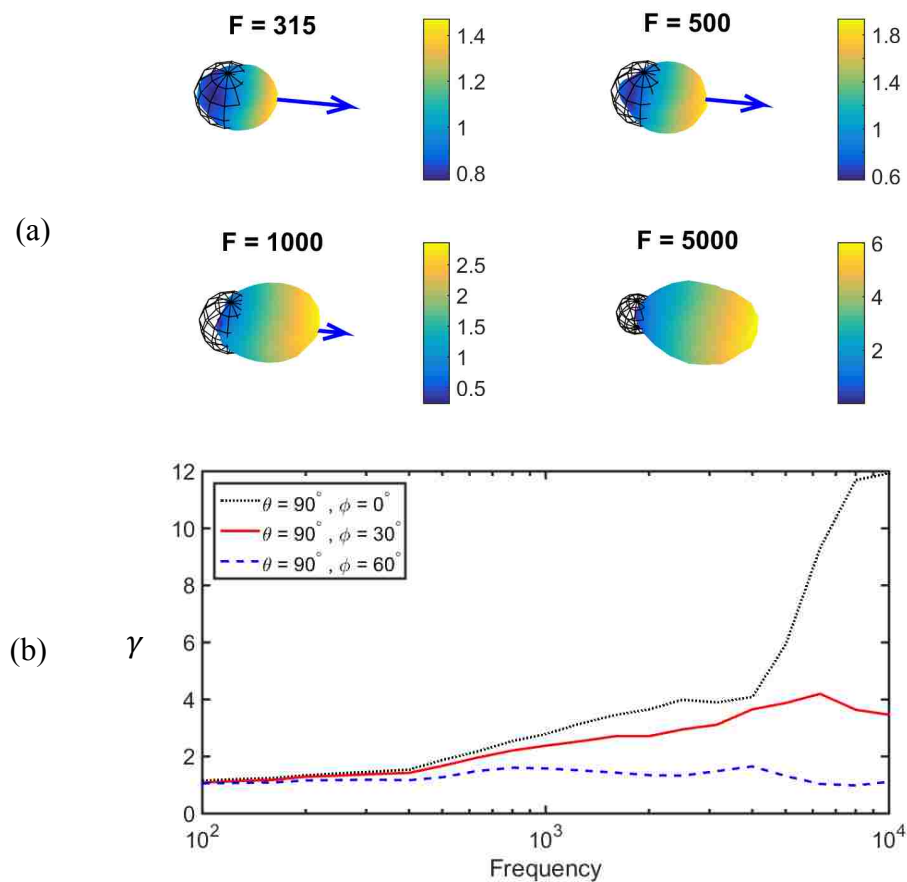 F = 315
F = 500
1.4
1.2
1
0.8
1.8
1.4
1
0.6
(a)
F = 1000
F = 5000
2.5
2
1.5
1
0.5
6
4
2
12
10
8
6
4
2
0
θ = 90° , ϕ = 0°
θ = 90° , ϕ = 30°
θ = 90° , ϕ = 60°
(b)
γ
10² 10³ 10⁴
Frequency